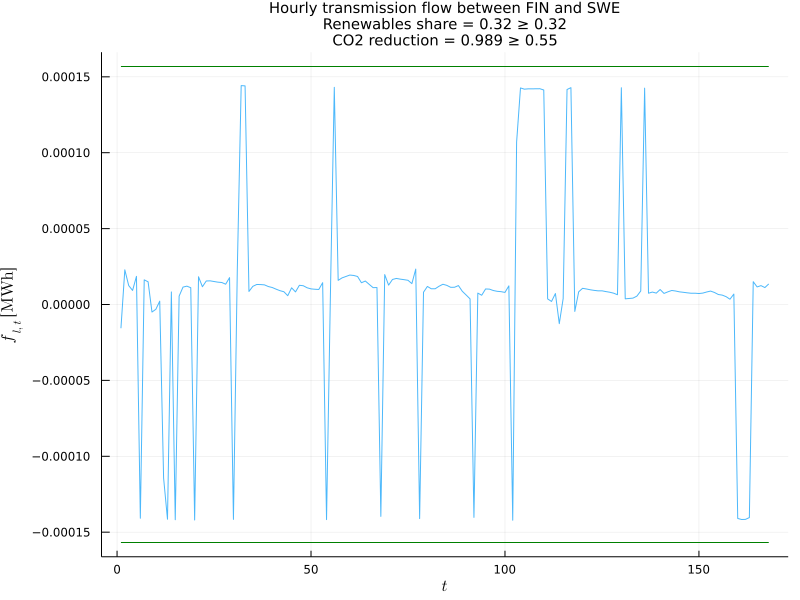 Hourly transmission flow between FIN and SWE
Renewables share = 0.32 ≥ 0.32
CO2 reduction = 0.989 ≥ 0.55
0.00015
0.00010
0.00005
0.00000
−0.00005
−0.00010
−0.00015
f_{l,t} [MWh]
0 50 100 150
t